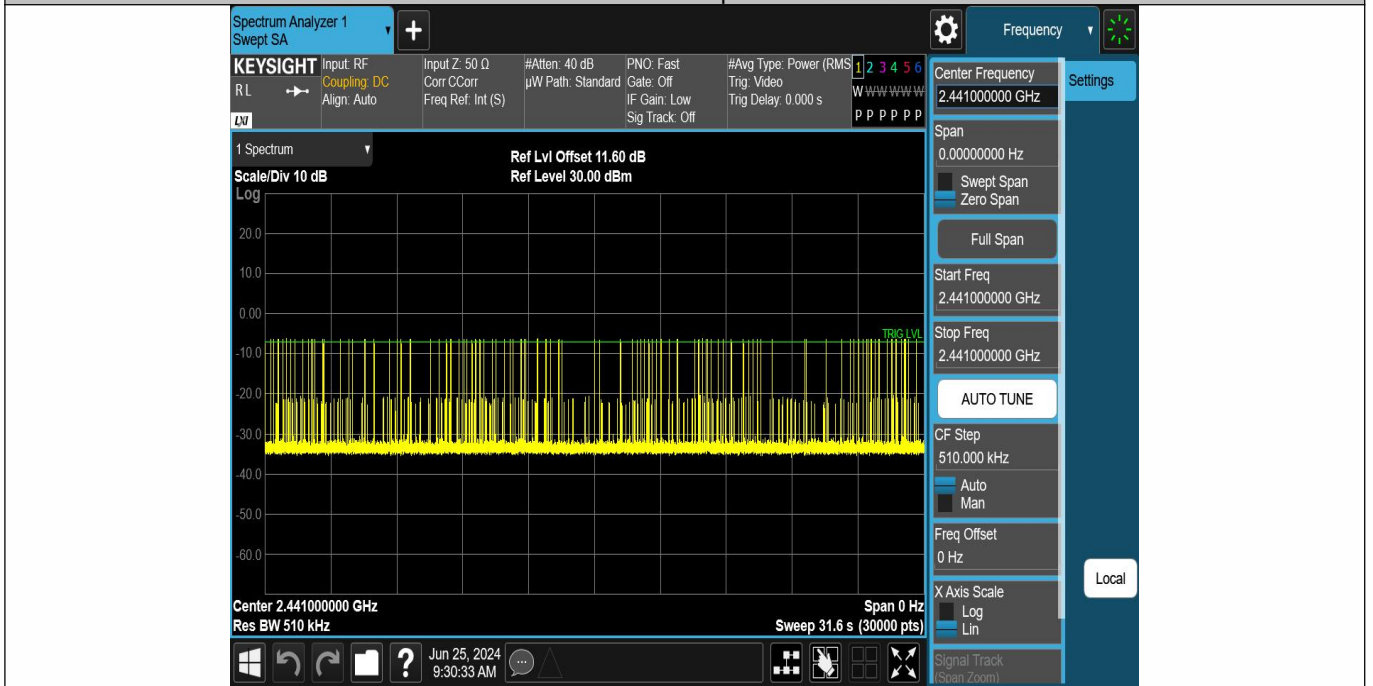 Spectrum Analyzer 1
Swept SA
+
Frequency
KEYSIGHT
RL
LXI
Input: RF
Coupling: DC
Align: Auto
Input Z: 50 Ω
Corr CCorr
Freq Ref: Int (S)
#Atten: 40 dB
µW Path: Standard
PNO: Fast
Gate: Off
IF Gain: Low
Sig Track: Off
#Avg Type: Power (RMS
Trig: Video
Trig Delay: 0.000 s
1 2 3 4 5 6
W W W W W W
P P P P P P
1 Spectrum
Scale/Div 10 dB
Ref Lvl Offset 11.60 dB
Ref Level 30.00 dBm
Log
20.0
10.0
0.00
TRIG LVL
-10.0
-20.0
-30.0
-40.0
-50.0
-60.0
Center 2.441000000 GHz
Res BW 510 kHz
Span 0 Hz
Sweep 31.6 s (30000 pts)
Center Frequency
2.441000000 GHz
Settings
Span
0.00000000 Hz
Swept Span
Zero Span
Full Span
Start Freq
2.441000000 GHz
Stop Freq
2.441000000 GHz
AUTO TUNE
CF Step
510.000 kHz
Auto
Man
Freq Offset
0 Hz
X Axis Scale
Log
Lin
Signal Track
(Span Zoom)
Local
?
Jun 25, 2024
9:30:33 AM